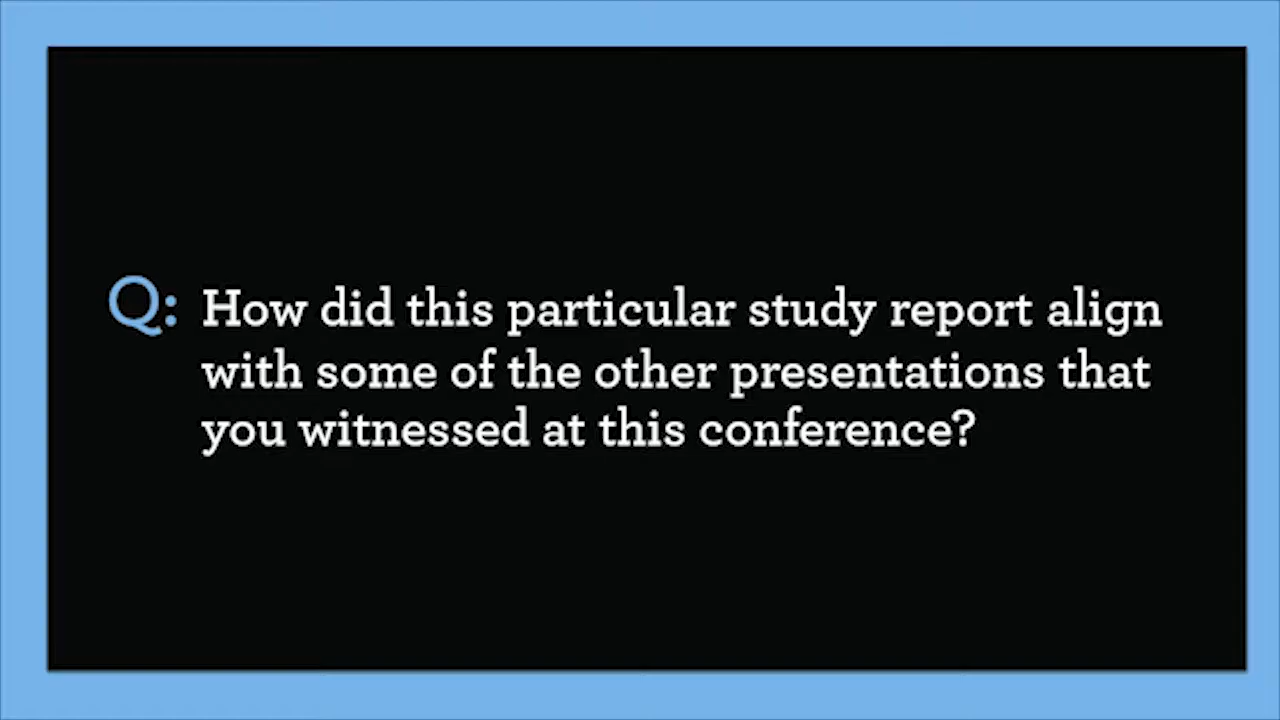 Q: How did this particular study report align
with some of the other presentations that
you witnessed at this conference?